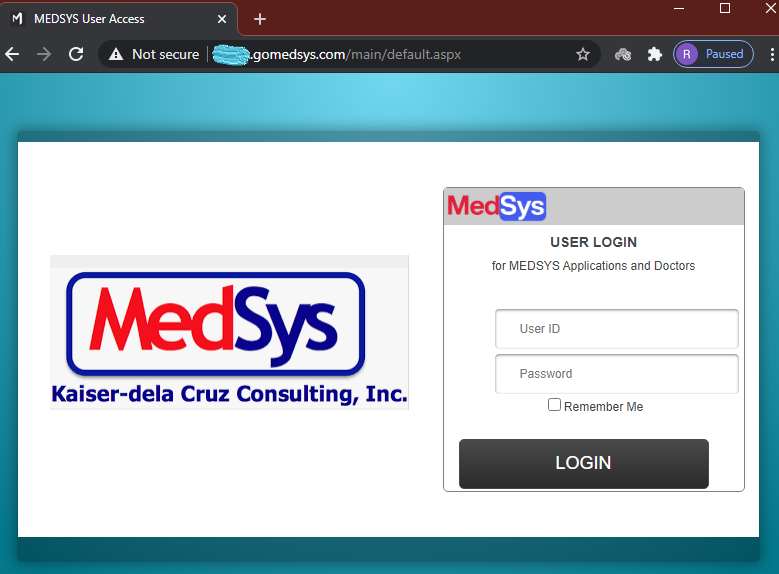 MEDSYS User Access
Not secure
.gomedsys.com/main/default.aspx
R
Paused
MedSys
Kaiser-dela Cruz Consulting, Inc.
MedSys
USER LOGIN
for MEDSYS Applications and Doctors
User ID
Password
Remember Me
LOGIN